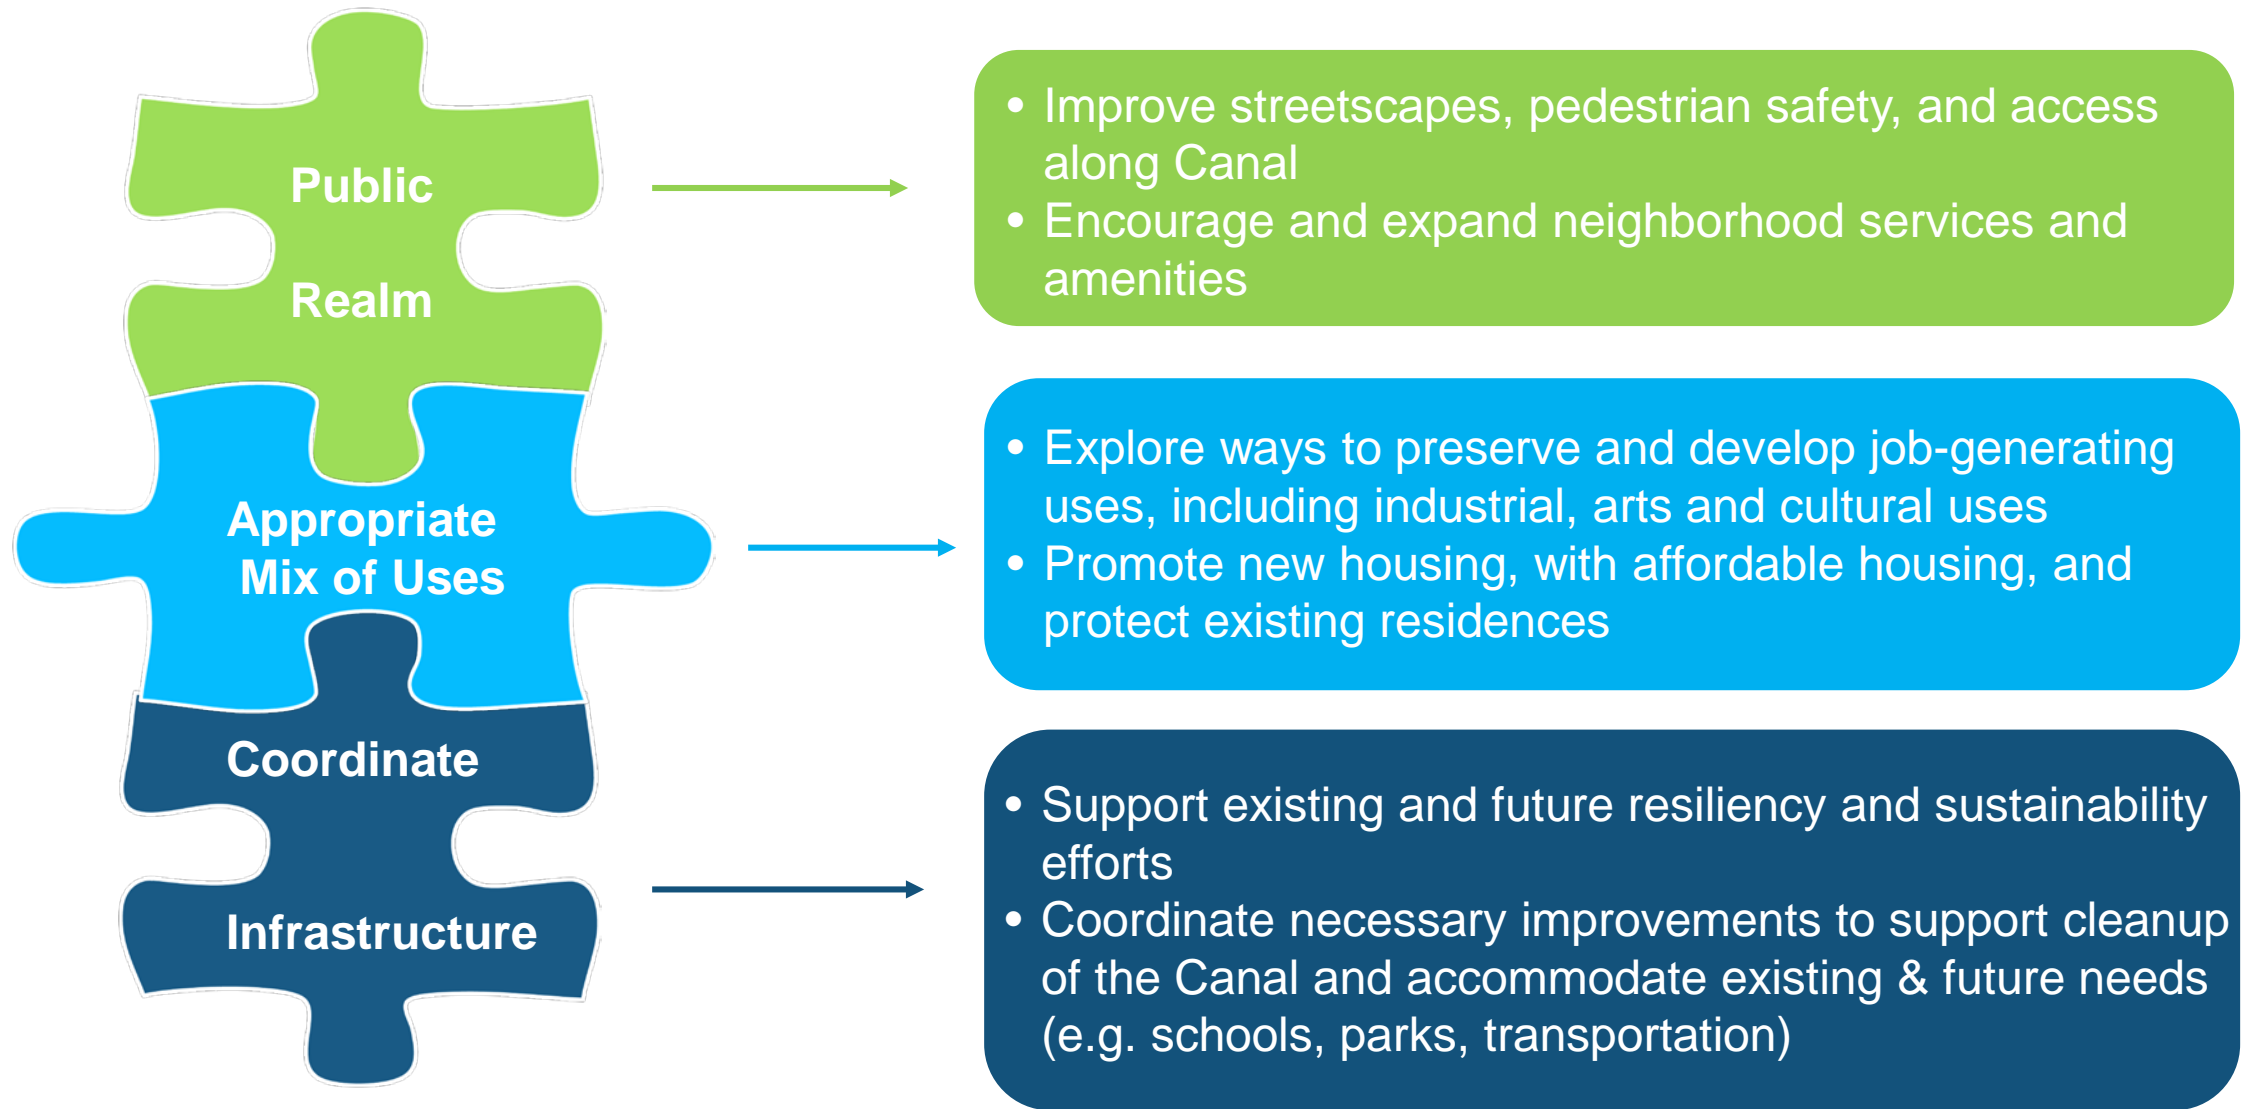 Public
Realm
• Improve streetscapes, pedestrian safety, and access
along Canal
• Encourage and expand neighborhood services and
amenities
Appropriate
Mix of Uses
• Explore ways to preserve and develop job-generating
uses, including industrial, arts and cultural uses
• Promote new housing, with affordable housing, and
protect existing residences
Coordinate
Infrastructure
• Support existing and future resiliency and sustainability
efforts
• Coordinate necessary improvements to support cleanup
of the Canal and accommodate existing & future needs
(e.g. schools, parks, transportation)